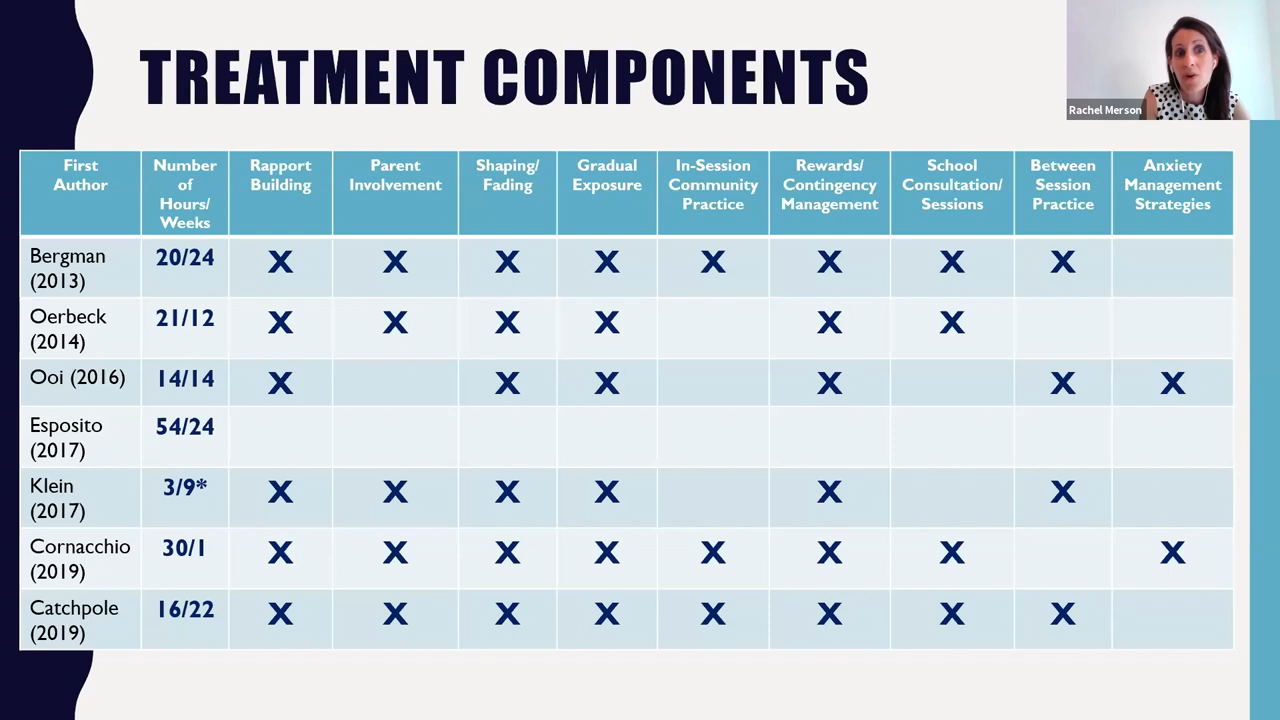 TREATMENT COMPONENTS
Rachel Merson
First
Author
Number
of
Hours/
Weeks
Rapport
Building
Parent
Involvement
Shaping/
Fading
Gradual
Exposure
In-Session
Community
Practice
Rewards/
Contingency
Management
School
Consultation/
Sessions
Between
Session
Practice
Anxiety
Management
Strategies
Bergman
(2013)
20/24 X X X X X X X X
Oerbeck
(2014)
21/12 X X X X X X
Ooi (2016) 14/14 X X X X X X
Esposito
(2017)
54/24
Klein
(2017)
3/9* X X X X X X
Cornacchio
(2019)
30/1 X X X X X X X X
Catchpole
(2019)
16/22 X X X X X X X X